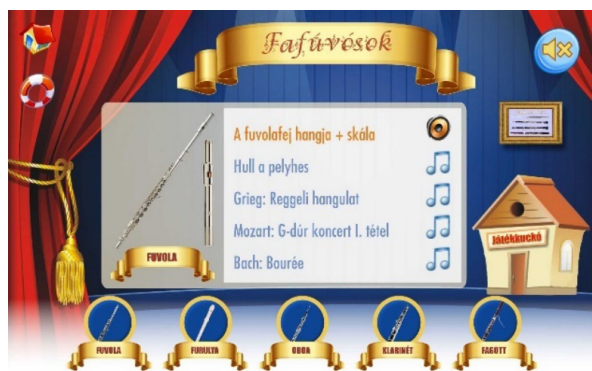 Fafúvósok
A fuvolafej hangja + skála
Hull a pelyhes
Grieg: Reggeli hangulat
Mozart: G-dúr koncert I. tétel
Bach: Bourée
FUVOLA
Játékkuckó
FUVOLA
FURULYA
OBOA
KLARINÉT
FAGOTT